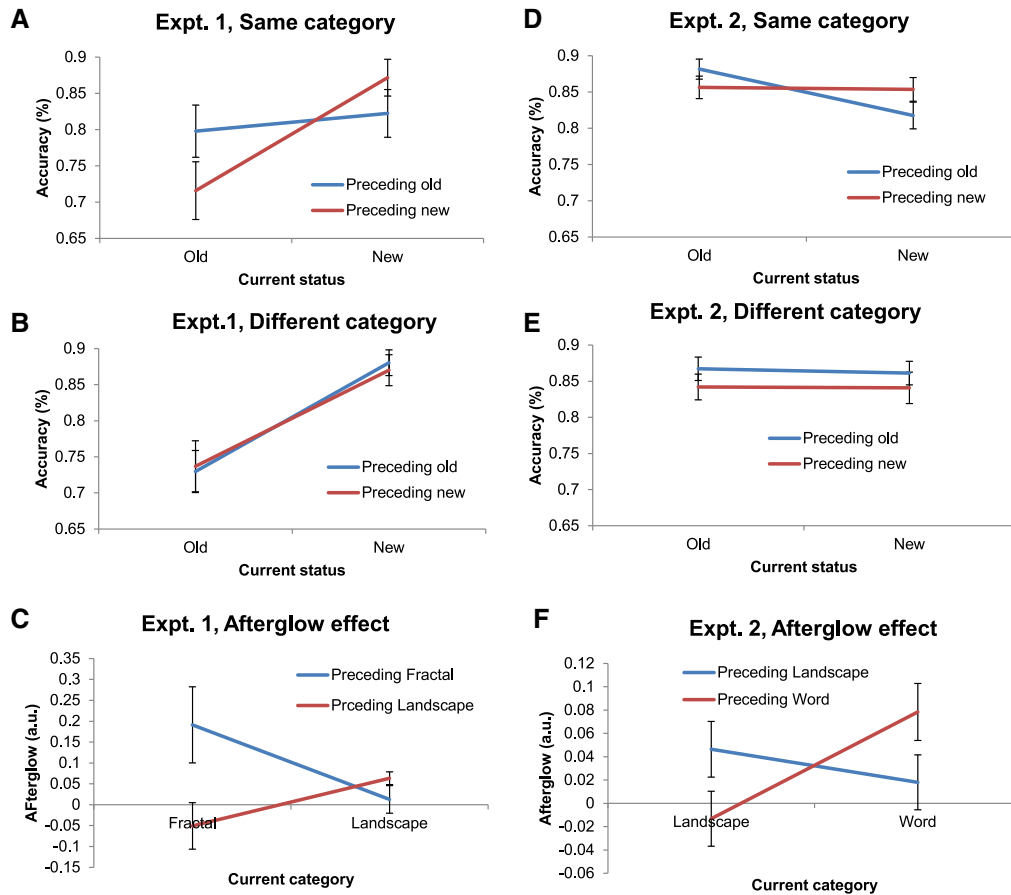 A
Expt. 1, Same category
Accuracy (%)
0.9
0.85
0.8
0.75
0.7
0.65
Preceding old
Preceding new
Old
New
Current status
B
Expt.1, Different category
Accuracy (%)
0.9
0.85
0.8
0.75
0.7
0.65
Preceding old
Preceding new
Old
New
Current status
C
Expt. 1, Afterglow effect
AFterglow (a.u.)
0.35
0.3
0.25
0.2
0.15
0.1
0.05
0
-0.05
-0.1
-0.15
Preceding Fractal
Prceding Landscape
Fractal
Landscape
Current category
D
Expt. 2, Same category
Accuracy (%)
0.9
0.85
0.8
0.75
0.7
0.65
Preceding old
Preceding new
Old
New
Current status
E
Expt. 2, Different category
Accuracy (%)
0.9
0.85
0.8
0.75
0.7
0.65
Preceding old
Preceding new
Old
New
Current status
F
Expt. 2, Afterglow effect
Afterglow (a.u.)
0.12
0.1
0.08
0.06
0.04
0.02
0
-0.02
-0.04
-0.06
Preceding Landscape
Preceding Word
Landscape
Word
Current category